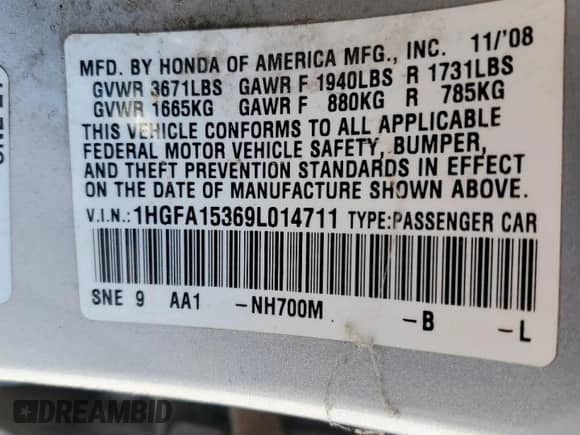 MFD. BY HONDA OF AMERICA MFG., INC. 11/'08
GVWR 3671LBS GAWR F 1940LBS R 1731LBS
GVWR 1665KG GAWR F 880KG R 785KG
THIS VEHICLE CONFORMS TO ALL APPLICABLE
FEDERAL MOTOR VEHICLE SAFETY, BUMPER,
AND THEFT PREVENTION STANDARDS IN EFFECT
ON THE DATE OF MANUFACTURE SHOWN ABOVE.
V.I.N.:1HGFA15369L014711 TYPE:PASSENGER CAR
SNE 9 AA1 -NH700M -B -L
DREAMBID